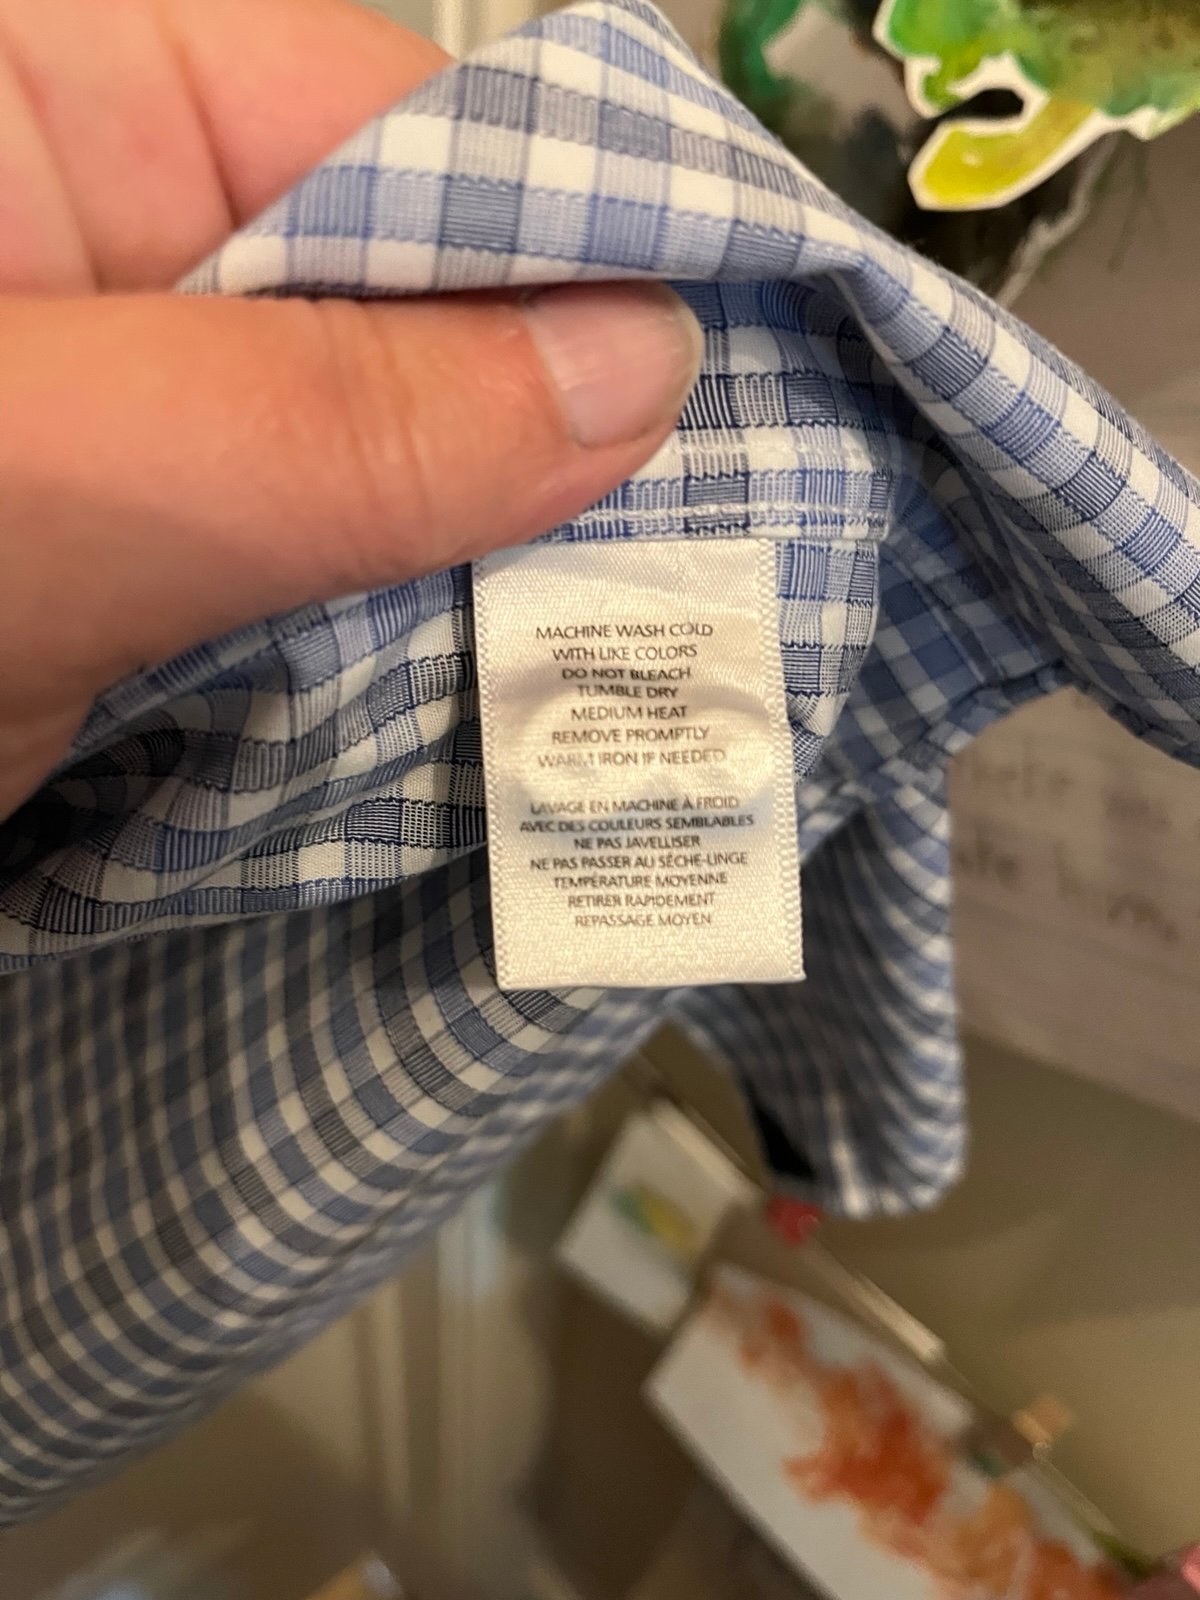 MACHINE WASH COLD
WITH LIKE COLORS
DO NOT BLEACH
TUMBLE DRY
MEDIUM HEAT
REMOVE PROMPTLY
WARM IRON IF NEEDED
LAVAGE EN MACHINE À FROID
AVEC DES COULEURS SEMBLABLES
NE PAS JAVELLISER
NE PAS PASSER AU SÈCHE-LINGE
TEMPÉRATURE MOYENNE
RETIRER RAPIDEMENT
REPASSAGE MOYEN